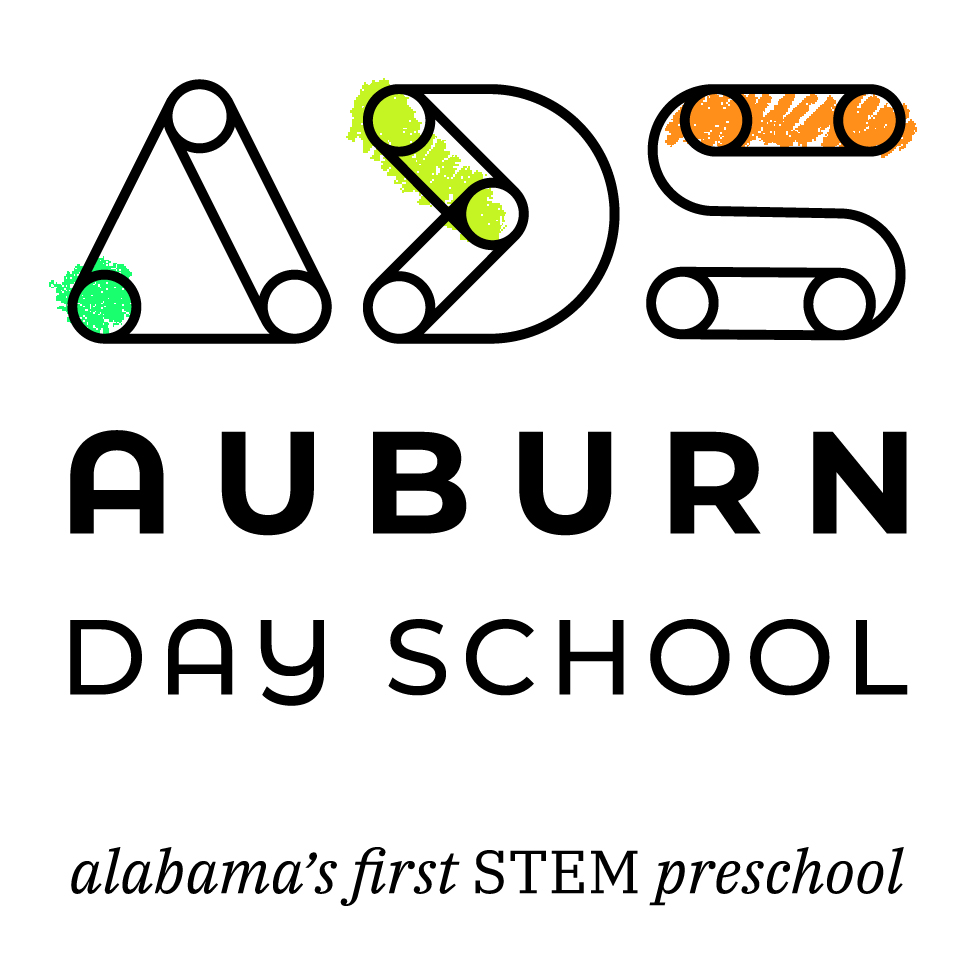 ADS
AUBURN
DAY SCHOOL
alabama's first STEM preschool